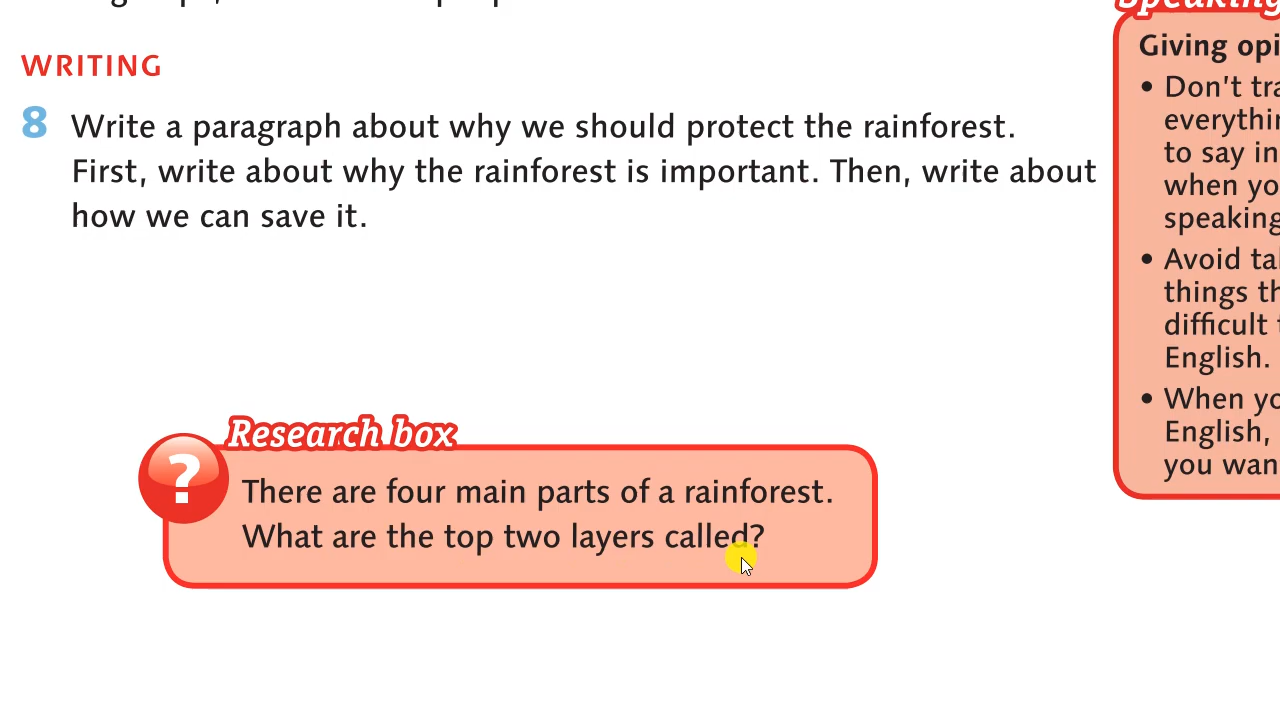 WRITING
8 Write a paragraph about why we should protect the rainforest.
First, write about why the rainforest is important. Then, write about
how we can save it.
Research box
? There are four main parts of a rainforest.
What are the top two layers called?
Speaking
Giving opi
• Don't tra
everythin
to say in
when yo
speaking
• Avoid tal
things th
difficult t
English.
• When yo
English,
you wan